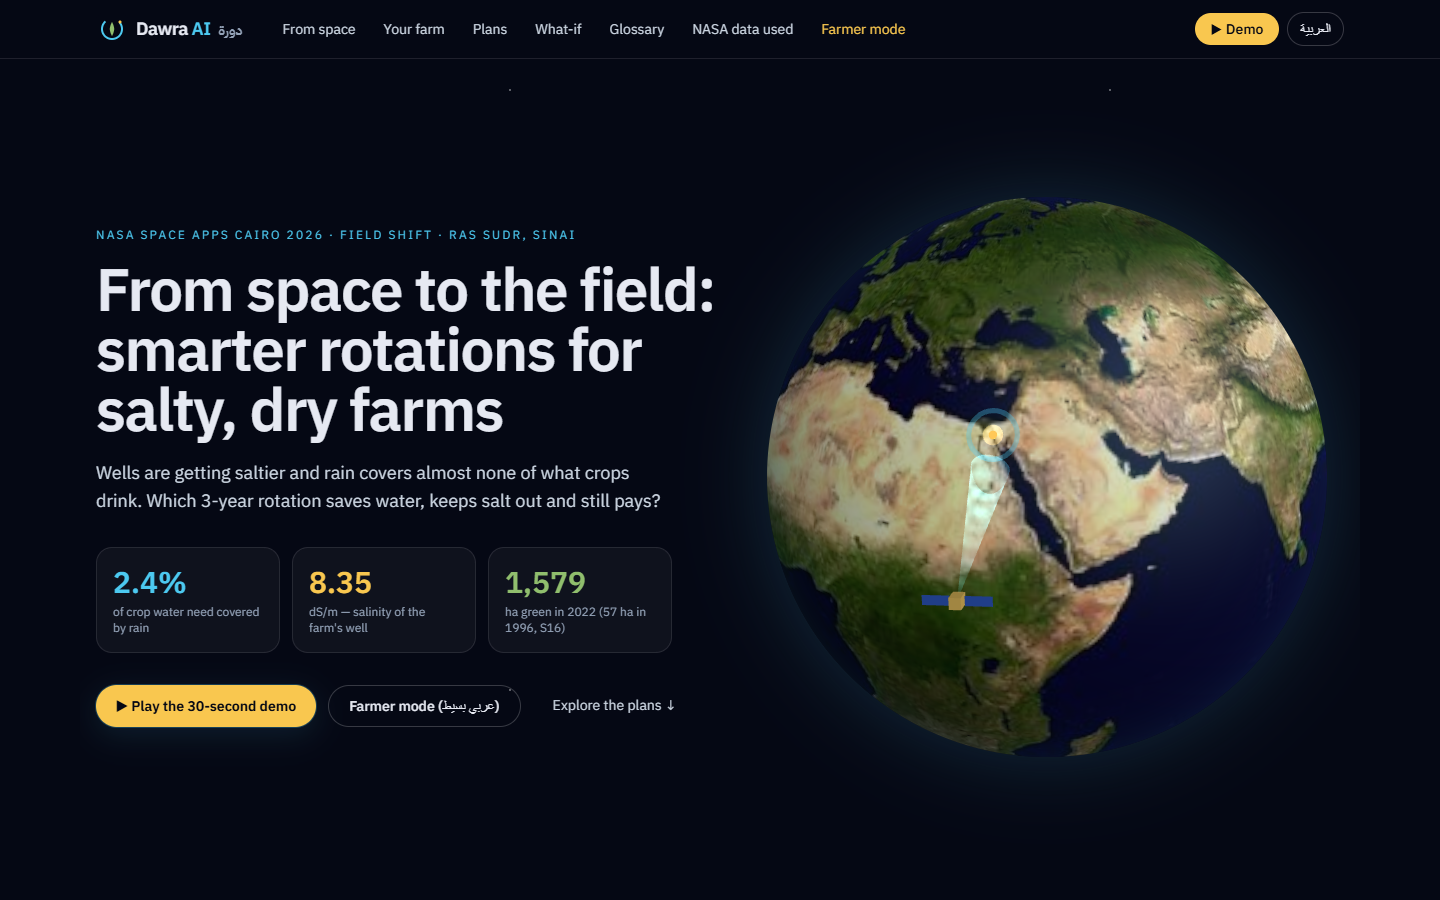 Dawra AI دورة
From space
Your farm
Plans
What-if
Glossary
NASA data used
Farmer mode
▶ Demo
العربية
NASA SPACE APPS CAIRO 2026 · FIELD SHIFT · RAS SUDR, SINAI
From space to the field:
smarter rotations for
salty, dry farms
Wells are getting saltier and rain covers almost none of what crops
drink. Which 3-year rotation saves water, keeps salt out and still pays?
2.4%
of crop water need covered
by rain
8.35
dS/m — salinity of the
farm's well
1,579
ha green in 2022 (57 ha in
1996, S16)
▶ Play the 30-second demo
Farmer mode (عربي بسيط)
Explore the plans ↓